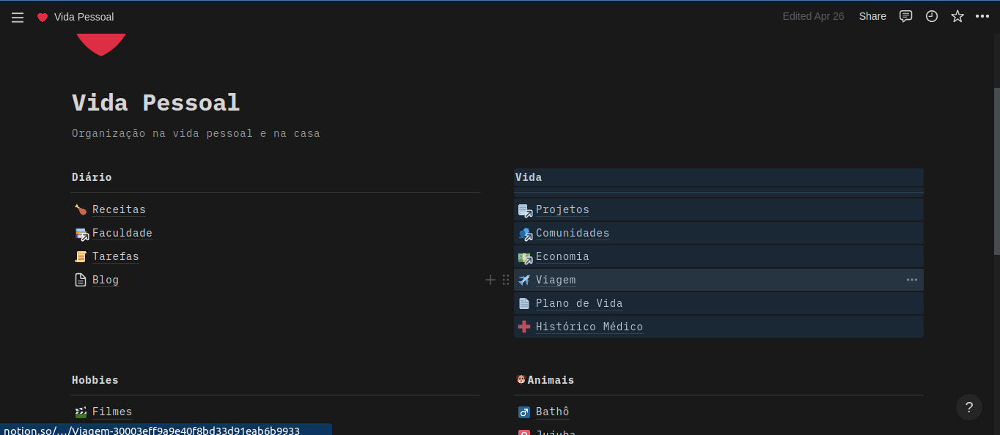 Vida Pessoal
Edited Apr 26
Share
Vida Pessoal
Organização na vida pessoal e na casa
Diário
Receitas
Faculdade
Tarefas
Blog
Vida
Projetos
Comunidades
Economia
Viagem
Plano de Vida
Histórico Médico
Hobbies
Filmes
Animais
Bathô
Jujuba
?
notion.so/…/Viagem-30003eff9a9e40f8bd33d91eab6b9933